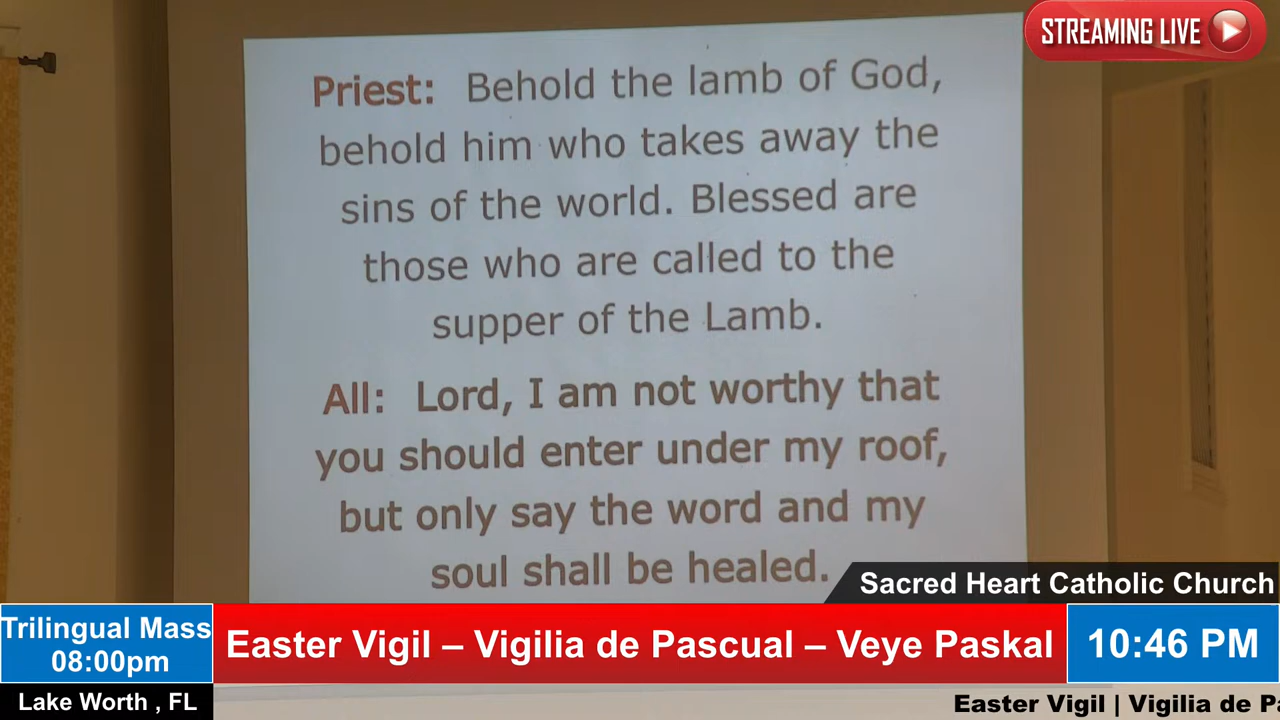 STREAMING LIVE
Priest: Behold the lamb of God,
behold him who takes away the
sins of the world. Blessed are
those who are called to the
supper of the Lamb.
All: Lord, I am not worthy that
you should enter under my roof,
but only say the word and my
soul shall be healed.
Sacred Heart Catholic Church
Trilingual Mass
08:00pm
Easter Vigil – Vigilia de Pascual – Veye Paskal
10:46 PM
Lake Worth , FL
Easter Vigil | Vigilia de